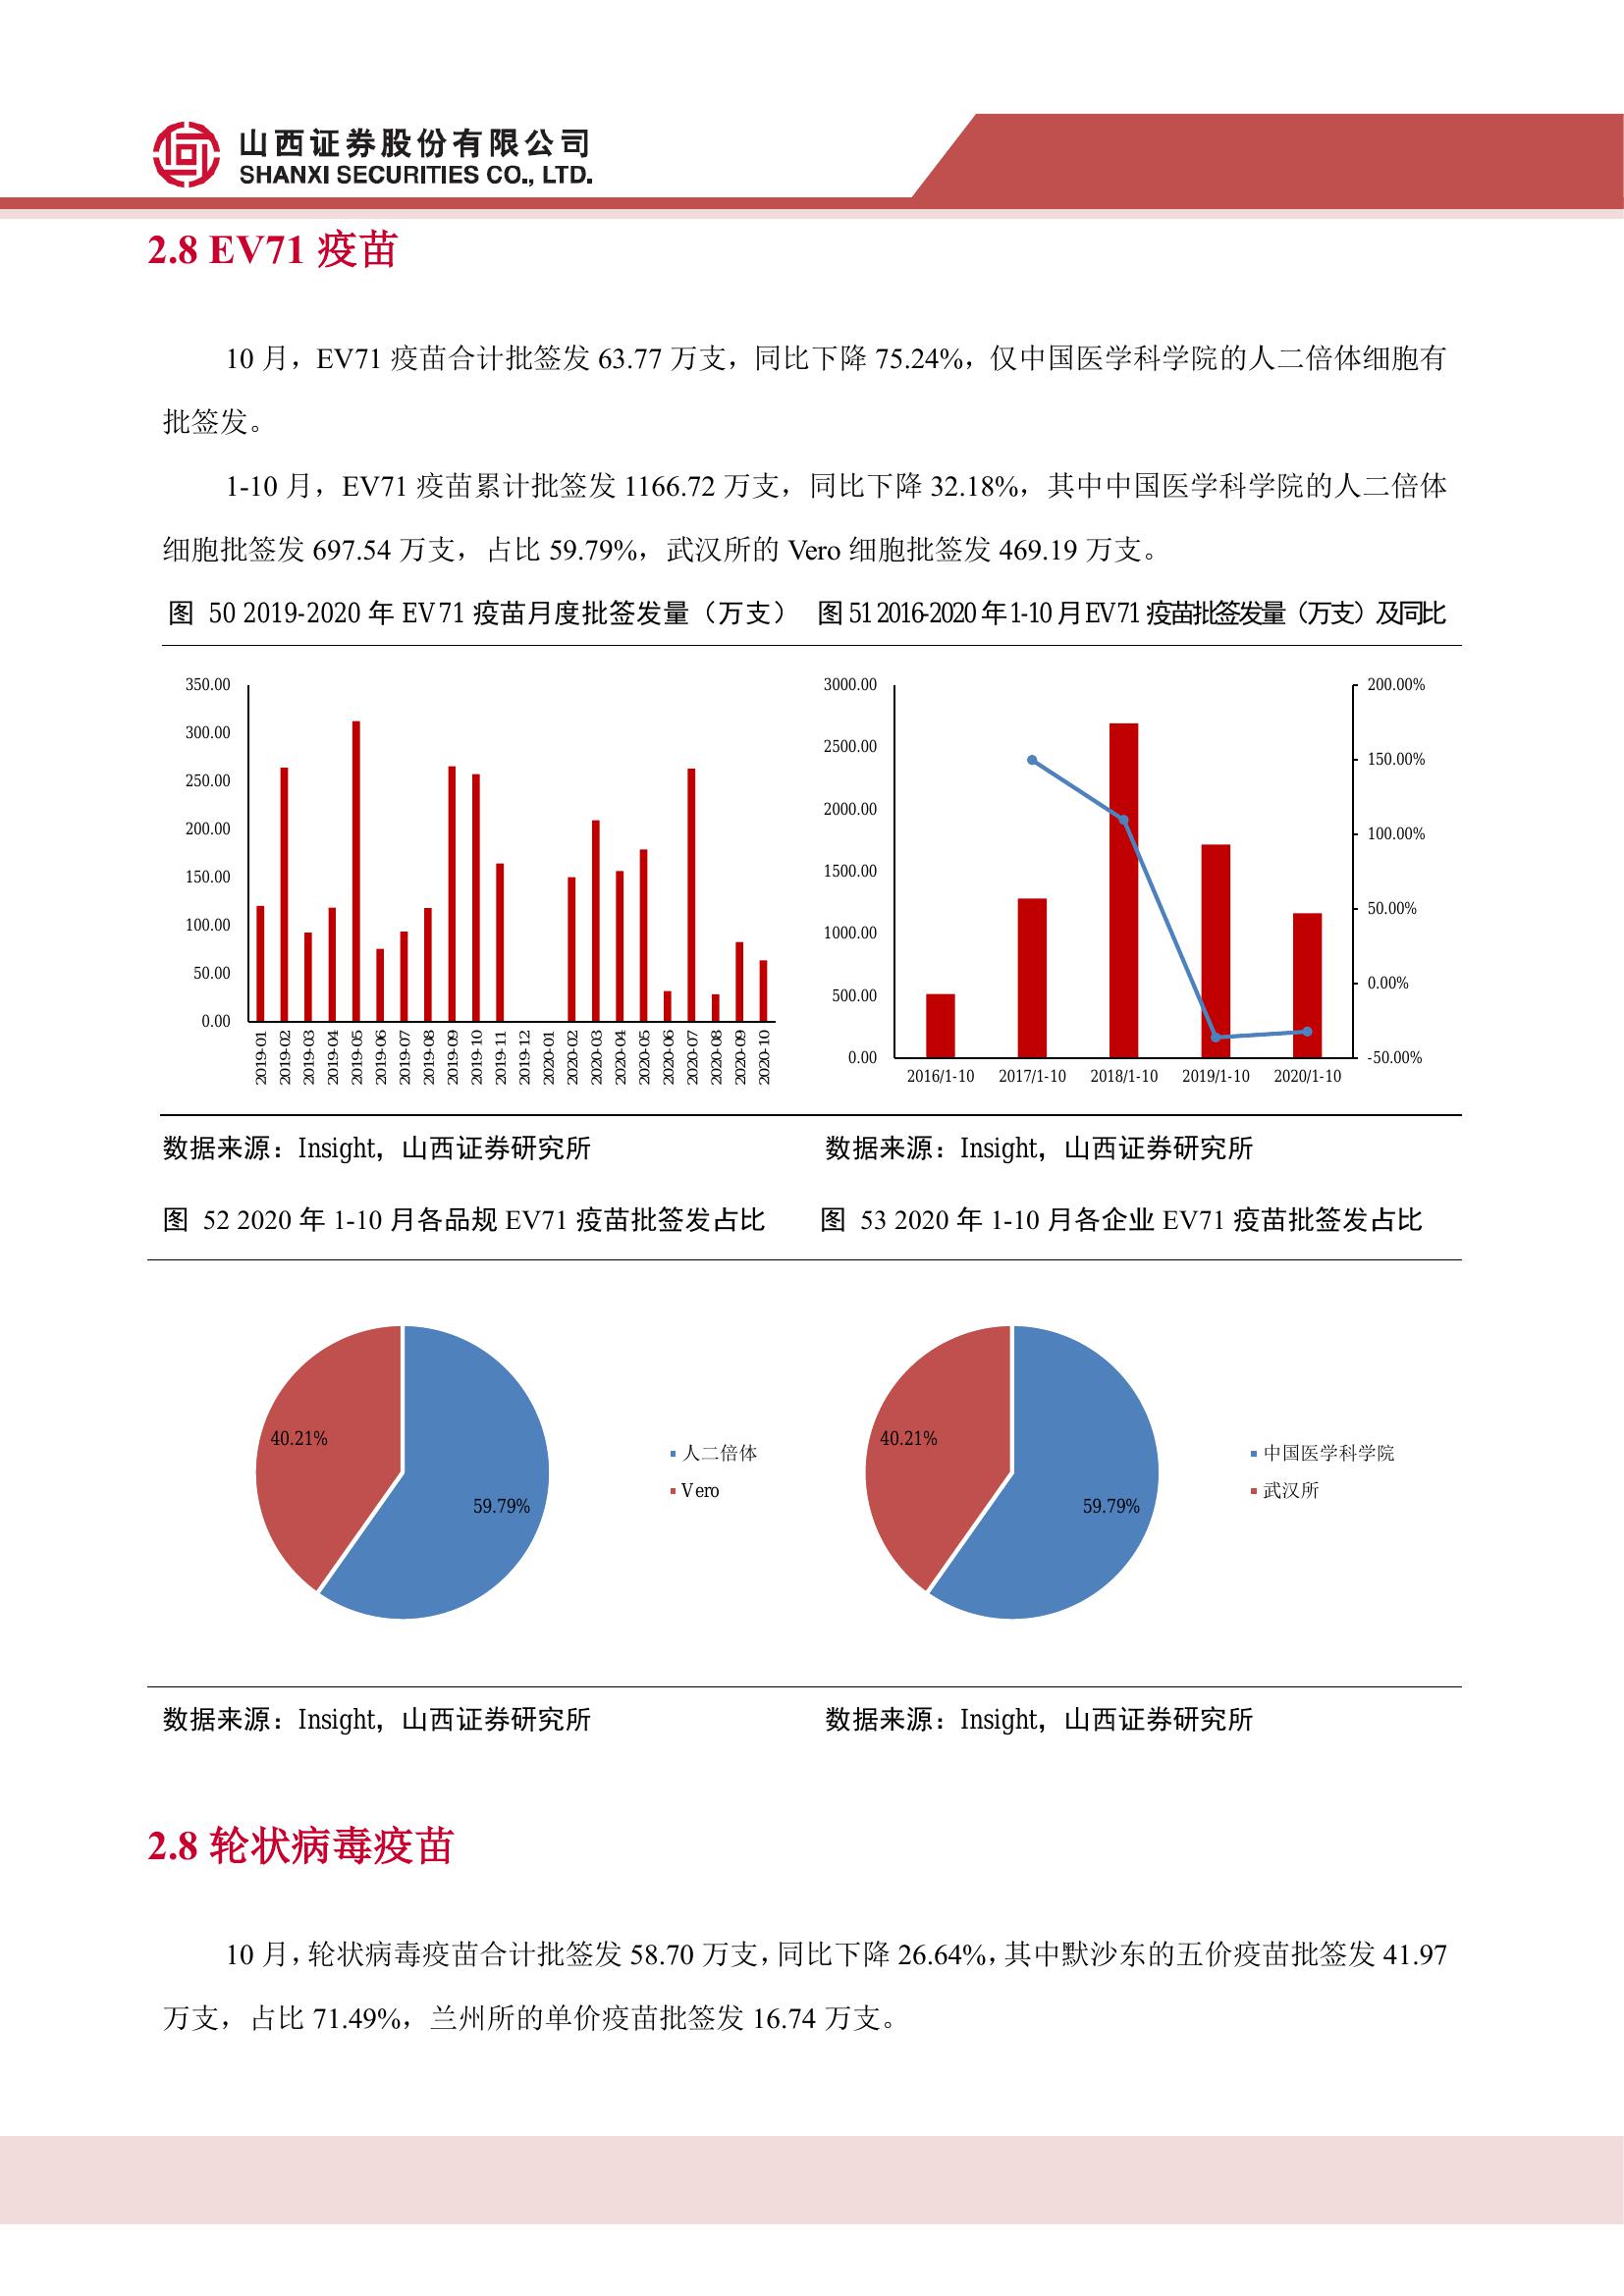 山西证券股份有限公司
SHANXI SECURITIES CO., LTD.
2.8 EV71 疫苗
10 月，EV71 疫苗合计批签发 63.77 万支，同比下降 75.24%，仅中国医学科学院的人二倍体细胞有
批签发。
1-10 月，EV71 疫苗累计批签发 1166.72 万支，同比下降 32.18%，其中中国医学科学院的人二倍体
细胞批签发 697.54 万支，占比 59.79%，武汉所的 Vero 细胞批签发 469.19 万支。
图 50 2019-2020 年 EV71 疫苗月度批签发量（万支）
350.00
300.00
250.00
200.00
150.00
100.00
50.00
0.00
2019-01
2019-02
2019-03
2019-04
2019-05
2019-06
2019-07
2019-08
2019-09
2019-10
2019-11
2019-12
2020-01
2020-02
2020-03
2020-04
2020-05
2020-06
2020-07
2020-08
2020-09
2020-10
图 51 2016-2020 年 1-10 月 EV71 疫苗批签发量（万支）及同比
3000.00
2500.00
2000.00
1500.00
1000.00
500.00
0.00
200.00%
150.00%
100.00%
50.00%
0.00%
-50.00%
2016/1-10
2017/1-10
2018/1-10
2019/1-10
2020/1-10
数据来源：Insight，山西证券研究所
数据来源：Insight，山西证券研究所
图 52 2020 年 1-10 月各品规 EV71 疫苗批签发占比
40.21%
59.79%
人二倍体
Vero
图 53 2020 年 1-10 月各企业 EV71 疫苗批签发占比
40.21%
59.79%
中国医学科学院
武汉所
数据来源：Insight，山西证券研究所
数据来源：Insight，山西证券研究所
2.8 轮状病毒疫苗
10 月，轮状病毒疫苗合计批签发 58.70 万支，同比下降 26.64%，其中默沙东的五价疫苗批签发 41.97
万支，占比 71.49%，兰州所的单价疫苗批签发 16.74 万支。